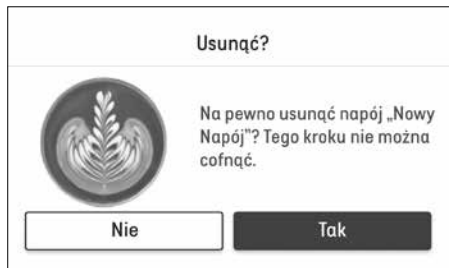 Usunąć?
Na pewno usunąć napój „Nowy
Napój”? Tego kroku nie można
cofnąć.
Nie
Tak